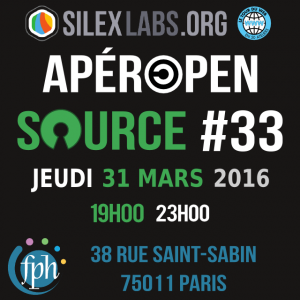 SILEXLABS.ORG
APÉROPEN
SOURCE #33
JEUDI 31 MARS 2016
19H00 23H00
fph
38 RUE SAINT-SABIN
75011 PARIS